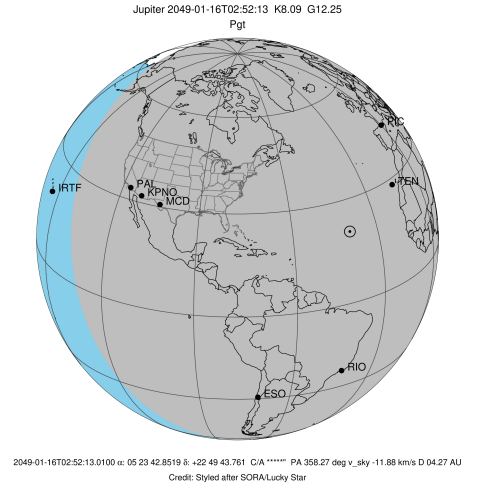 Jupiter 2049-01-16T02:52:13  K8.09  G12.25
Pgt
PIC
TEN
IRTF
PAL
KPNO
MCD
RIO
ESO
2049-01-16T02:52:13.0100 α: 05 23 42.8519 δ: +22 49 43.761  C/A *****"  PA 358.27 deg v_sky -11.88 km/s D 04.27 AU
Credit: Styled after SORA/Lucky Star